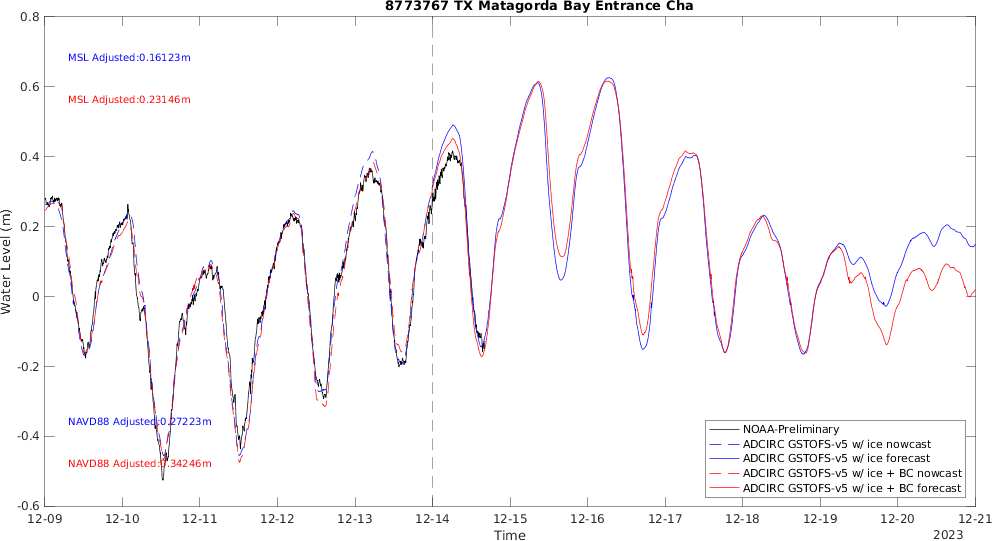 8773767 TX Matagorda Bay Entrance Cha
0.8
0.6
0.4
0.2
0
-0.2
-0.4
-0.6
Water Level (m)
MSL Adjusted:0.16123m
MSL Adjusted:0.23146m
NAVD88 Adjusted:0.27223m
NAVD88 Adjusted:0.34246m
NOAA-Preliminary
ADCIRC GSTOFS-v5 w/ ice nowcast
ADCIRC GSTOFS-v5 w/ ice forecast
ADCIRC GSTOFS-v5 w/ ice + BC nowcast
ADCIRC GSTOFS-v5 w/ ice + BC forecast
12-09 12-10 12-11 12-12 12-13 12-14 12-15 12-16 12-17 12-18 12-19 12-20 12-21
Time
2023